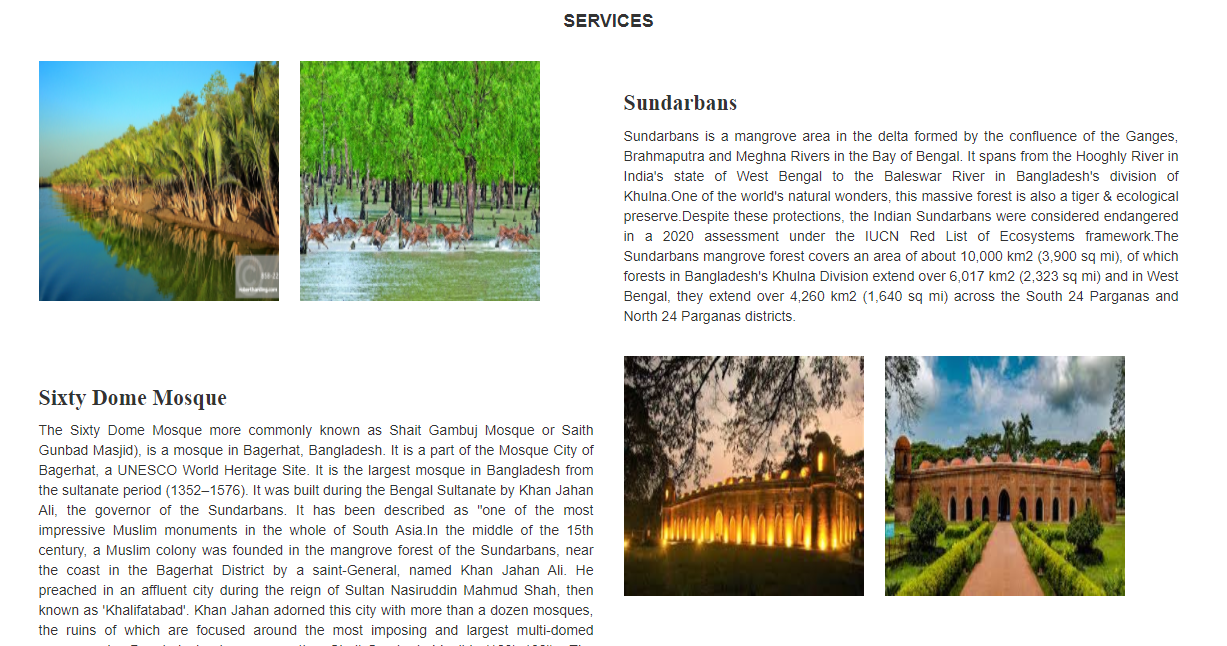 SERVICES
Sundarbans
Sundarbans is a mangrove area in the delta formed by the confluence of the Ganges,
Brahmaputra and Meghna Rivers in the Bay of Bengal. It spans from the Hooghly River in
India's state of West Bengal to the Baleswar River in Bangladesh's division of
Khulna.One of the world's natural wonders, this massive forest is also a tiger & ecological
preserve.Despite these protections, the Indian Sundarbans were considered endangered
in a 2020 assessment under the IUCN Red List of Ecosystems framework.The
Sundarbans mangrove forest covers an area of about 10,000 km2 (3,900 sq mi), of which
forests in Bangladesh's Khulna Division extend over 6,017 km2 (2,323 sq mi) and in West
Bengal, they extend over 4,260 km2 (1,640 sq mi) across the South 24 Parganas and
North 24 Parganas districts.
Sixty Dome Mosque
The Sixty Dome Mosque more commonly known as Shait Gambuj Mosque or Saith
Gunbad Masjid), is a mosque in Bagerhat, Bangladesh. It is a part of the Mosque City of
Bagerhat, a UNESCO World Heritage Site. It is the largest mosque in Bangladesh from
the sultanate period (1352–1576). It was built during the Bengal Sultanate by Khan Jahan
Ali, the governor of the Sundarbans. It has been described as "one of the most
impressive Muslim monuments in the whole of South Asia.In the middle of the 15th
century, a Muslim colony was founded in the mangrove forest of the Sundarbans, near
the coast in the Bagerhat District by a saint-General, named Khan Jahan Ali. He
preached in an affluent city during the reign of Sultan Nasiruddin Mahmud Shah, then
known as 'Khalifatabad'. Khan Jahan adorned this city with more than a dozen mosques,
the ruins of which are focused around the most imposing and largest multi-domed